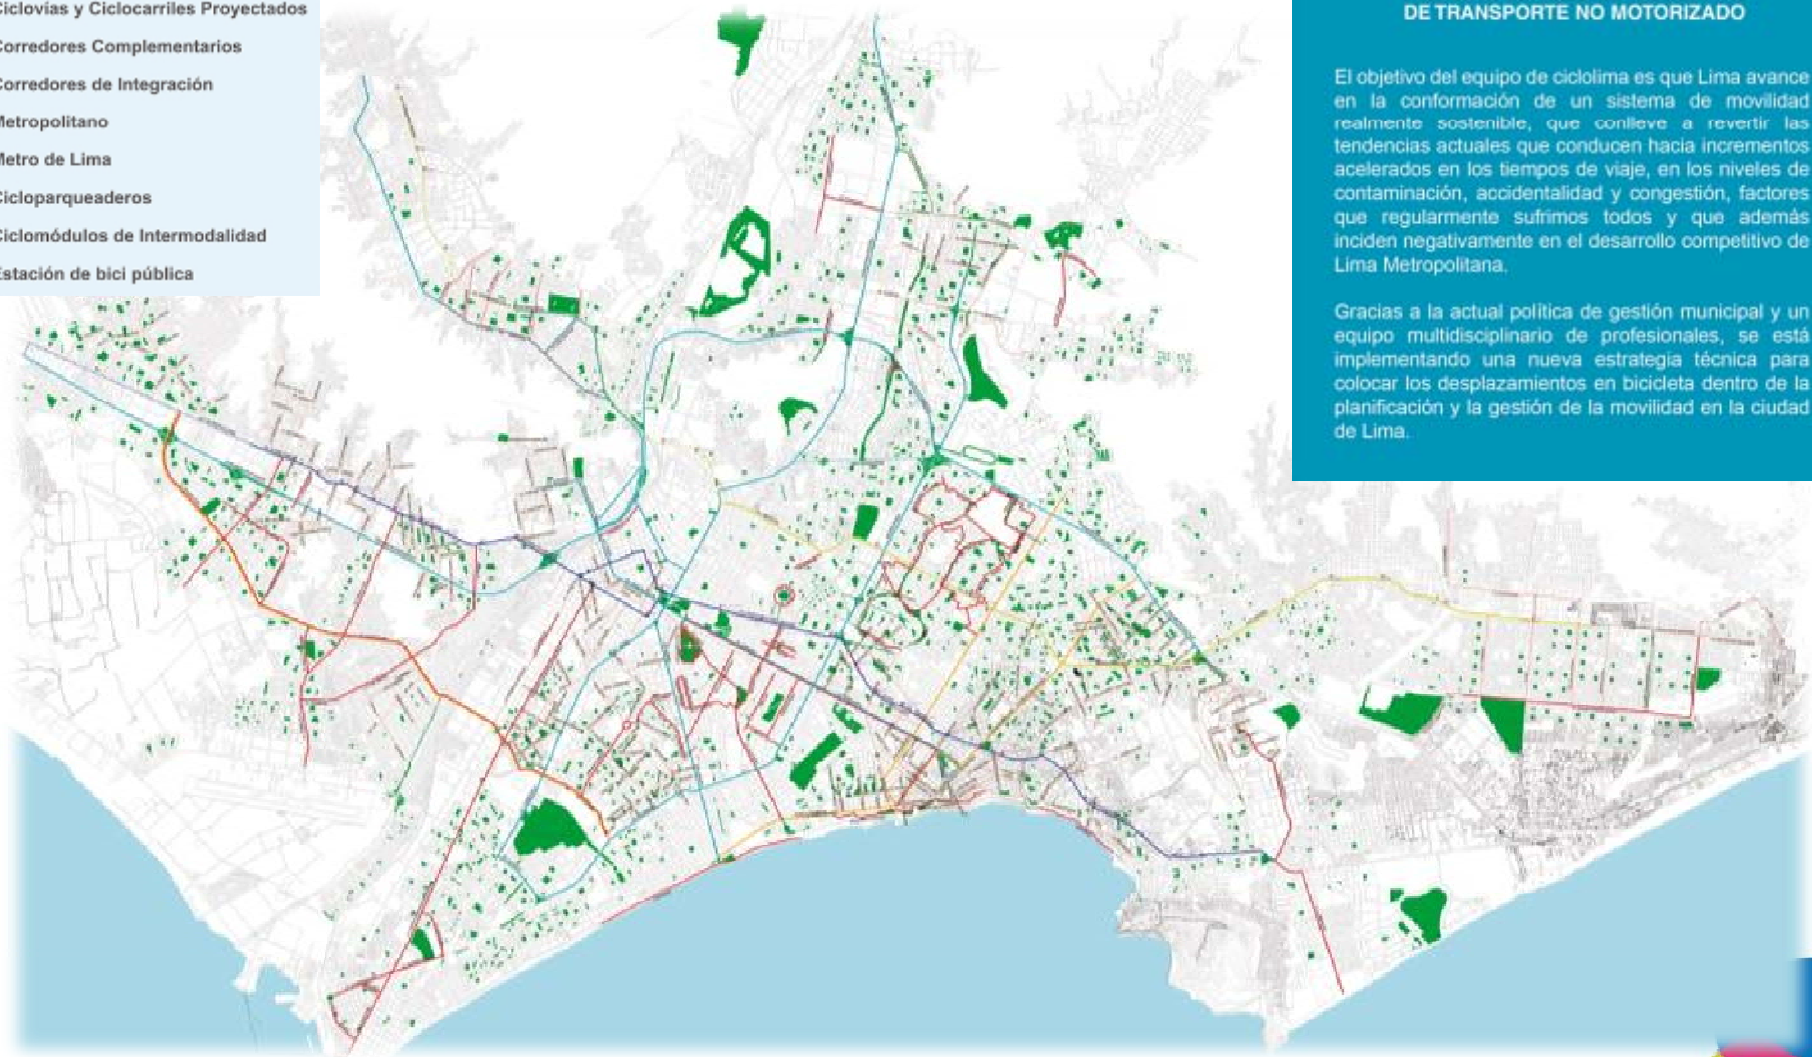 Ciclovías y Ciclocarriles Proyectados
Corredores Complementarios
Corredores de Integración
Metropolitano
Metro de Lima
Cicloparqueaderos
Ciclomódulos de Intermodalidad
Estación de bici pública
DE TRANSPORTE NO MOTORIZADO
El objetivo del equipo de ciclolima es que Lima avance
en la conformación de un sistema de movilidad
realmente sostenible, que conlleve a revertir las
tendencias actuales que conducen hacia incrementos
acelerados en los tiempos de viaje, en los niveles de
contaminación, accidentalidad y congestión, factores
que regularmente sufrimos todos y que además
inciden negativamente en el desarrollo competitivo de
Lima Metropolitana.
Gracias a la actual política de gestión municipal y un
equipo multidisciplinario de profesionales, se está
implementando una nueva estrategia técnica para
colocar los desplazamientos en bicicleta dentro de la
planificación y la gestión de la movilidad en la ciudad
de Lima.